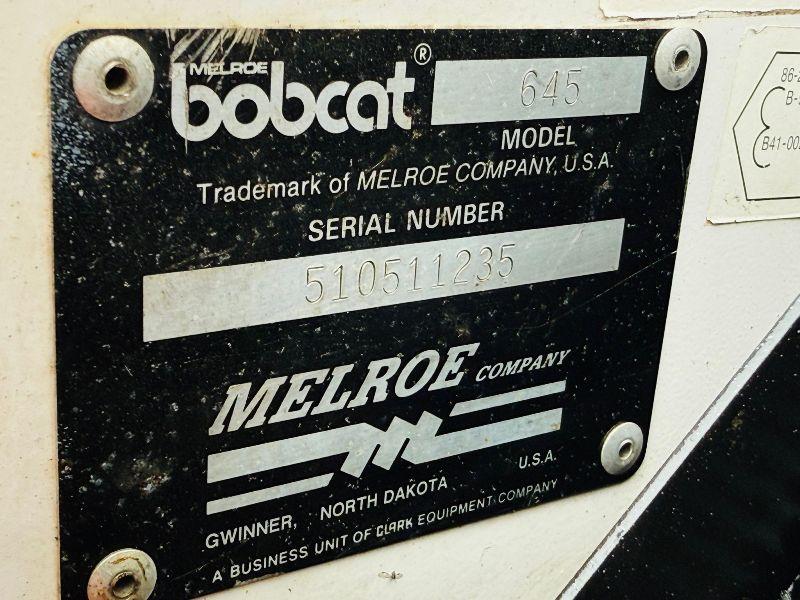 MELROE
bobcat® 645
MODEL
Trademark of MELROE COMPANY, U.S.A.
SERIAL NUMBER
510511235
MELROE COMPANY
GWINNER, NORTH DAKOTA U.S.A.
A BUSINESS UNIT OF CLARK EQUIPMENT COMPANY